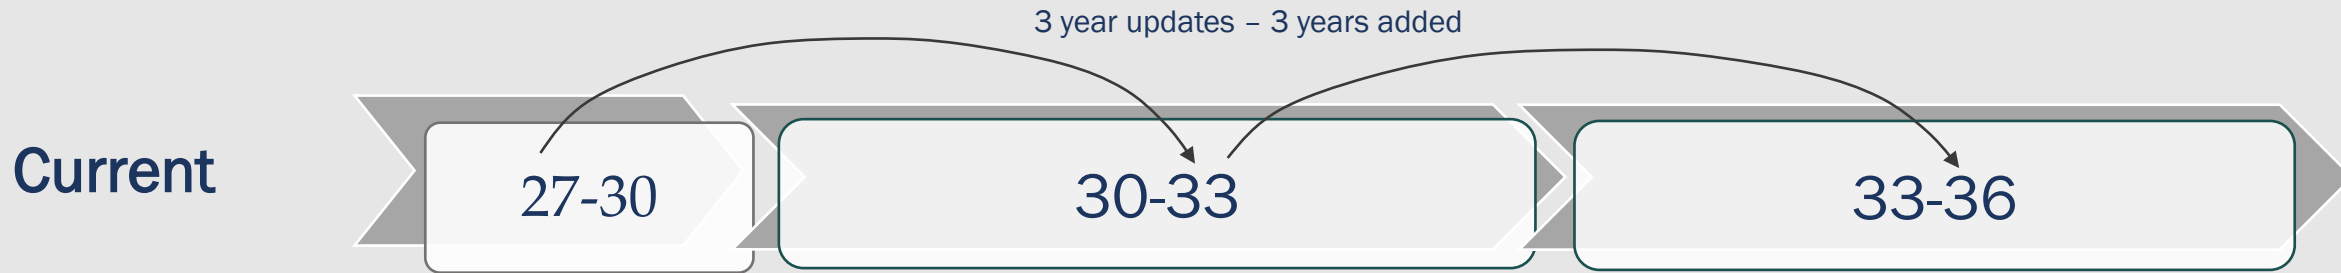 3 year updates – 3 years added
Current
27-30
30-33
33-36